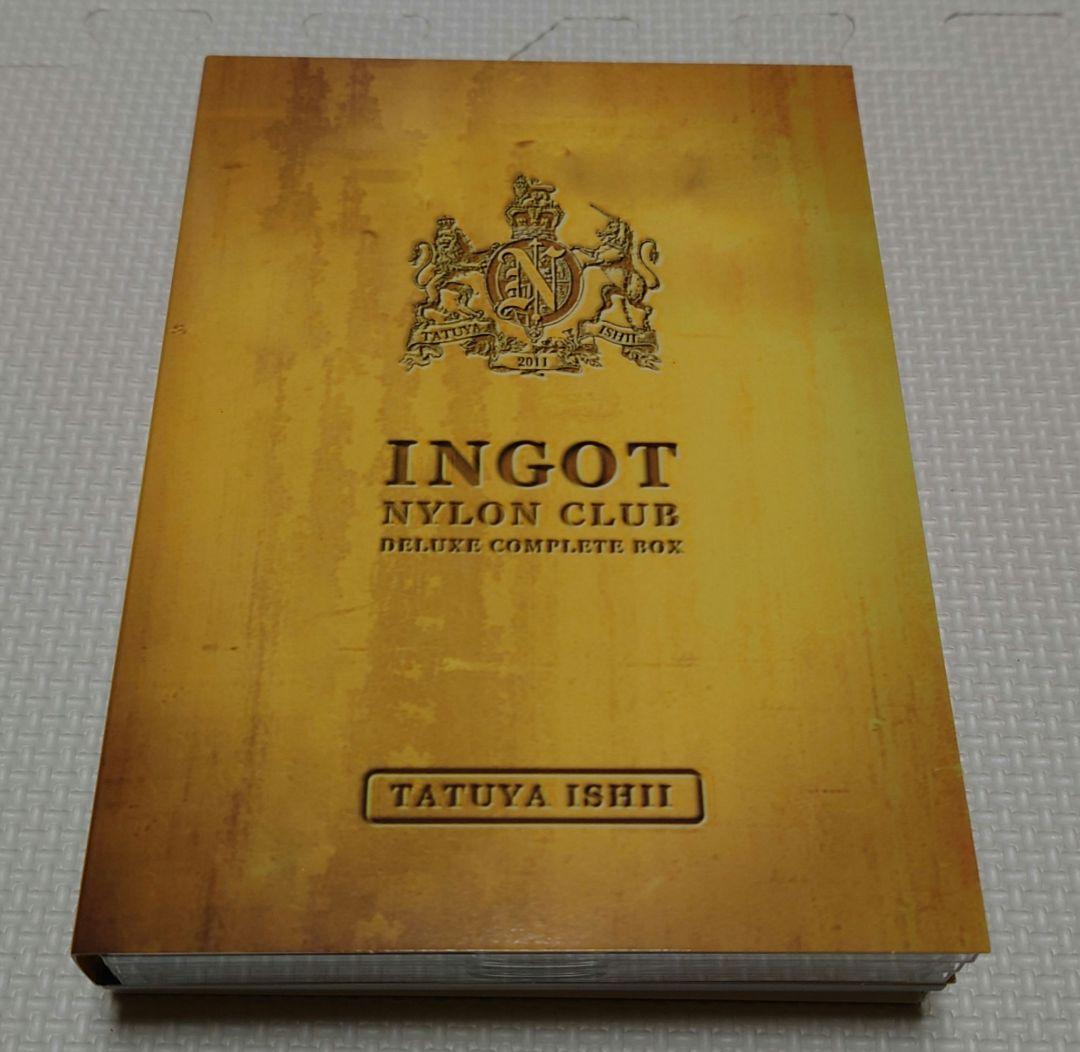 N
TATUYA
ISHII
2011
INGOT
NYLON CLUB
DELUXE COMPLETE BOX
TATUYA ISHII